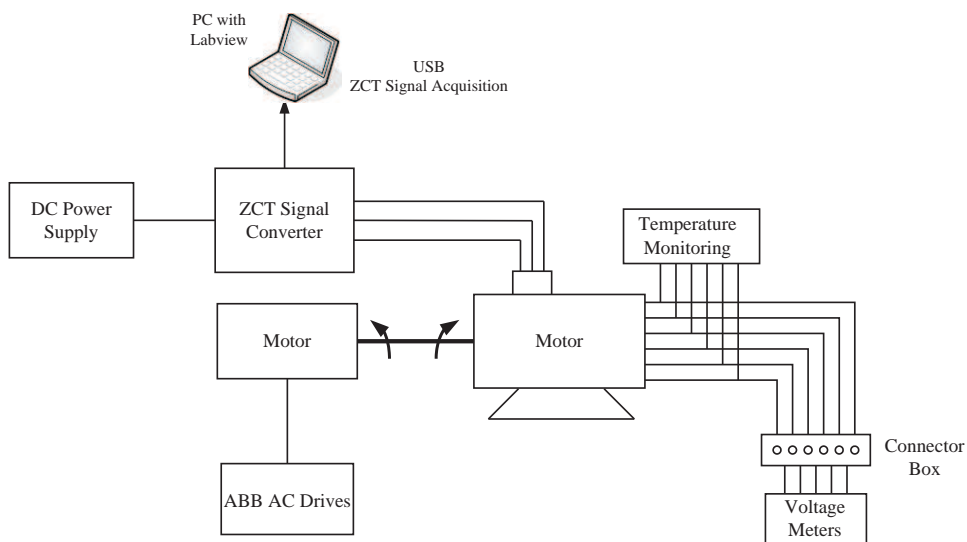 PC with
Labview
USB
ZCT Signal Acquisition
DC Power
Supply
ZCT Signal
Converter
Temperature
Monitoring
Motor
Motor
ABB AC Drives
Connector
Box
Voltage
Meters